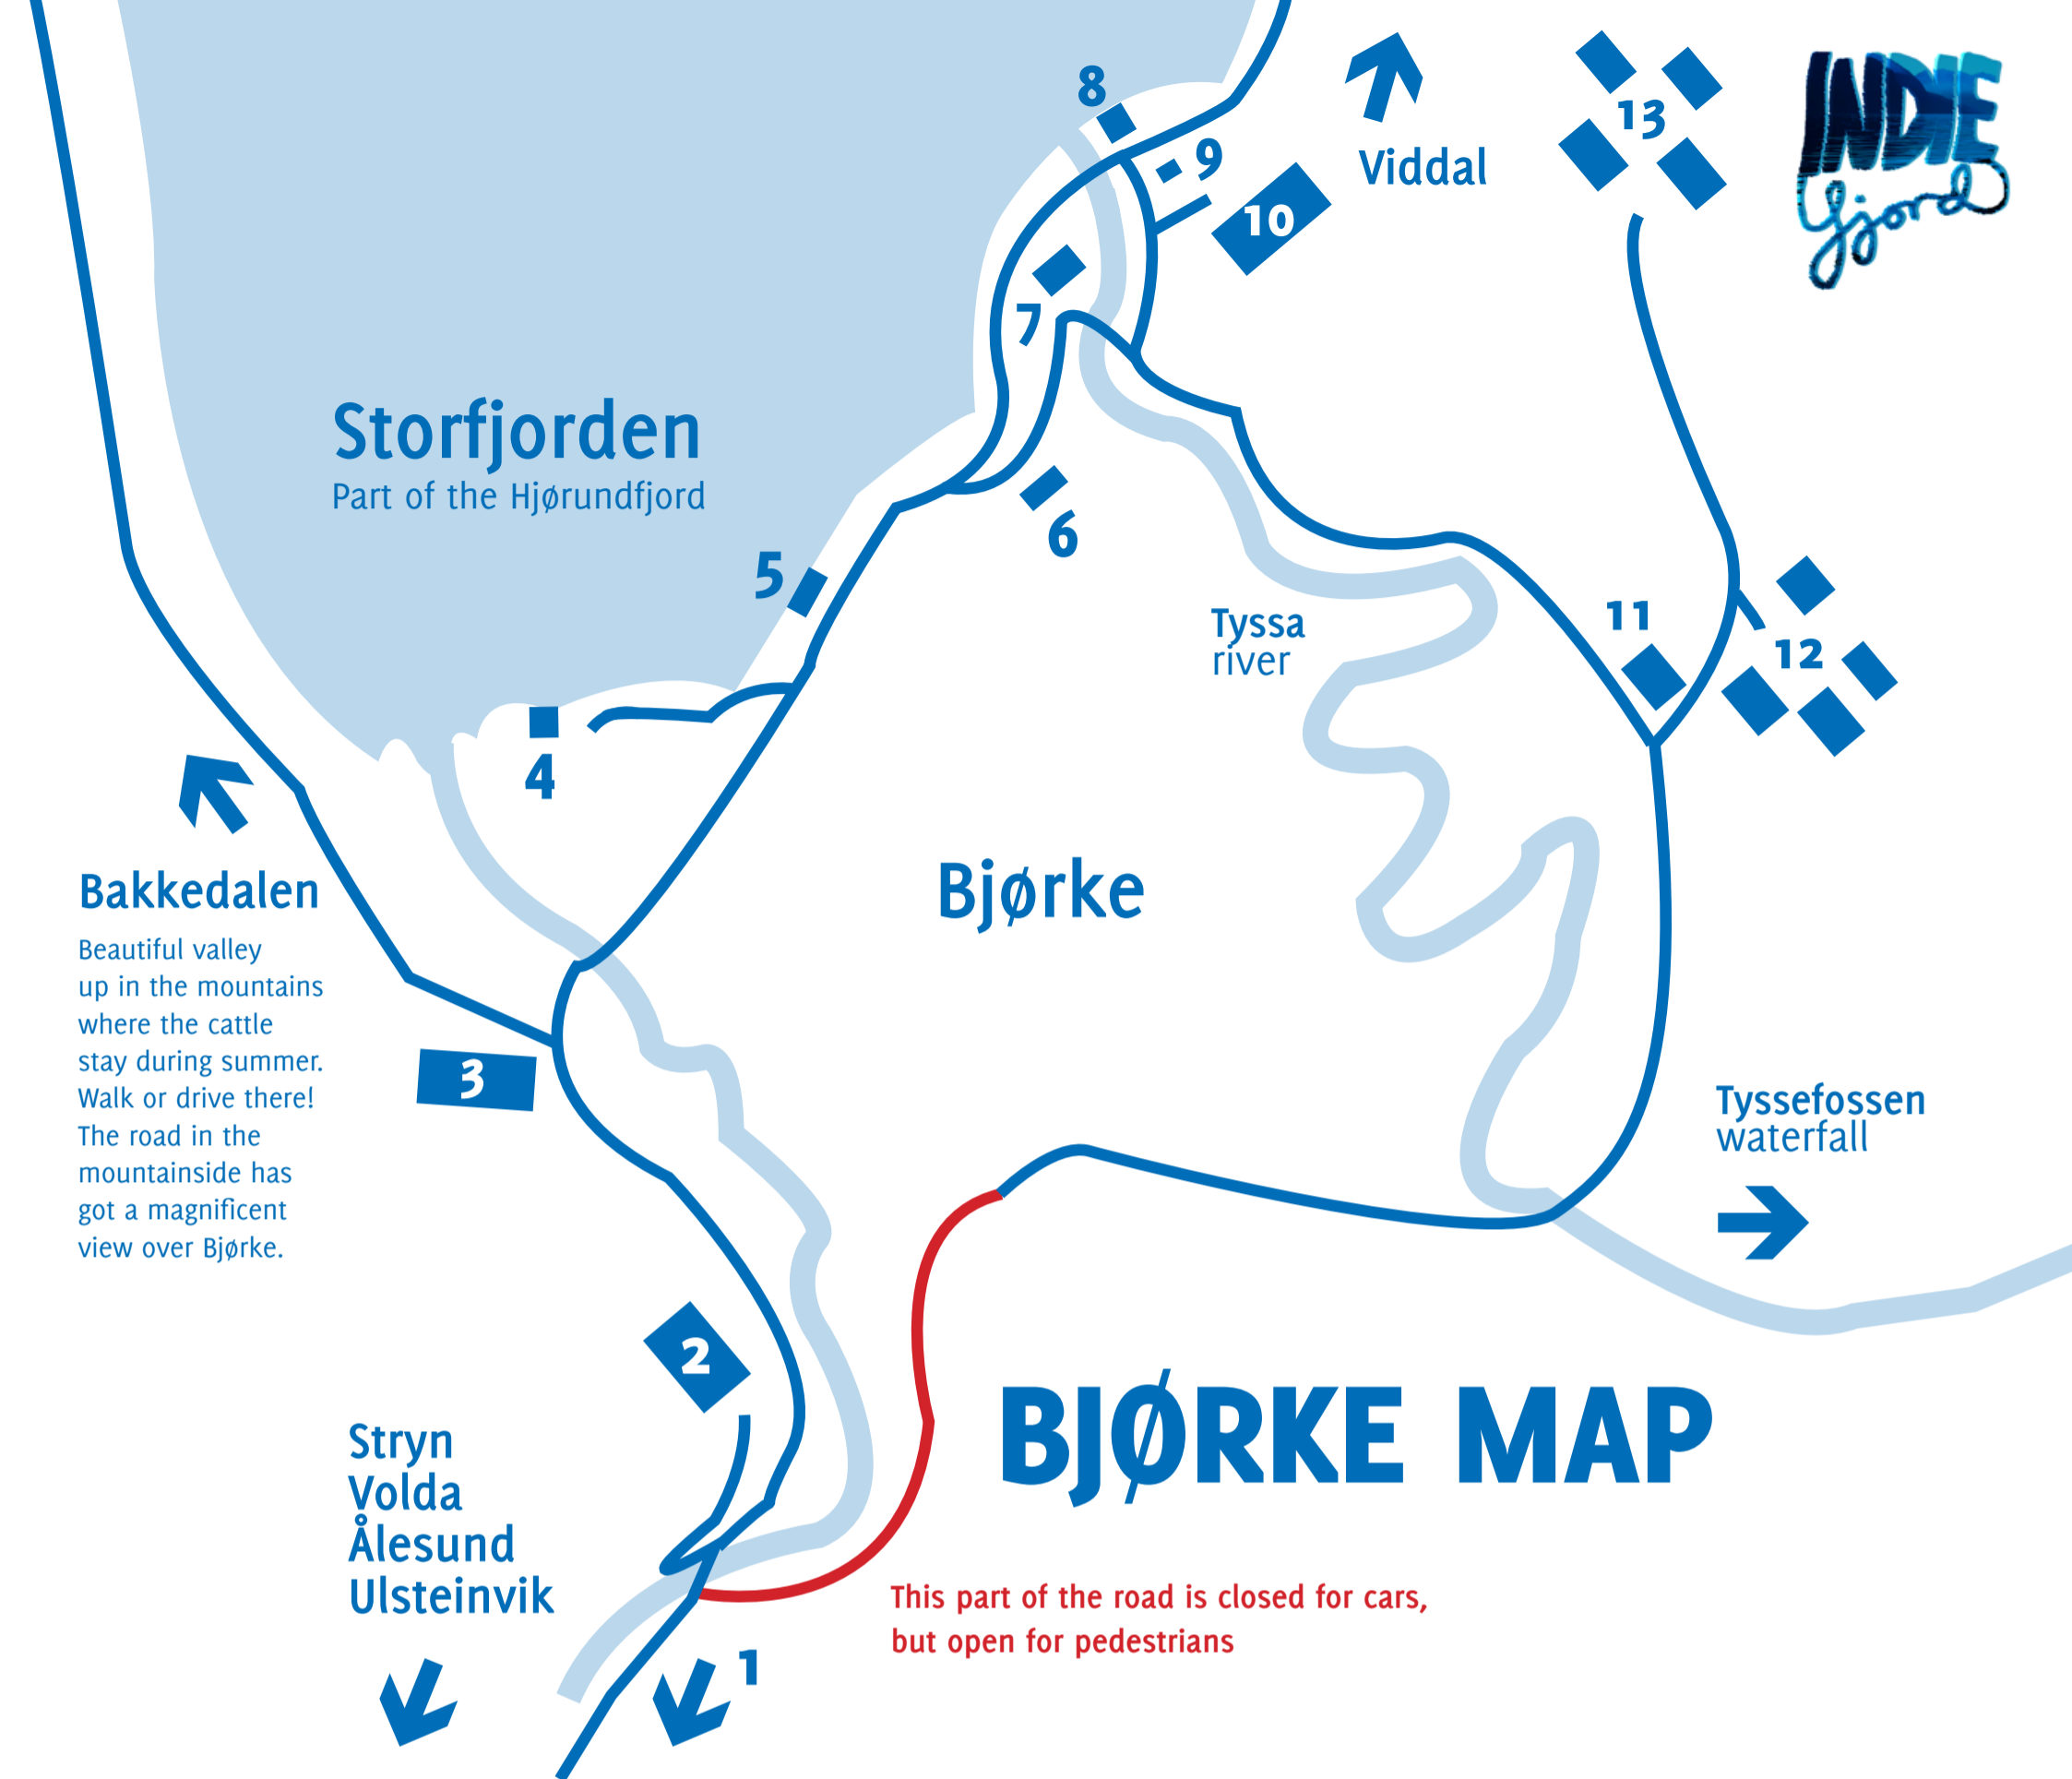 8
9
10
Viddal
13
INDIE
fjord
7
Storfjorden
Part of the Hjørundfjord
6
5
Tyssa
river
11
12
4
Bjørke
Bakkedalen
Beautiful valley
up in the mountains
where the cattle
stay during summer.
Walk or drive there!
The road in the
mountainside has
got a magnificent
view over Bjørke.
3
Tyssefossen
waterfall
2
BJØRKE MAP
Stryn
Volda
Ålesund
Ulsteinvik
This part of the road is closed for cars,
but open for pedestrians
1